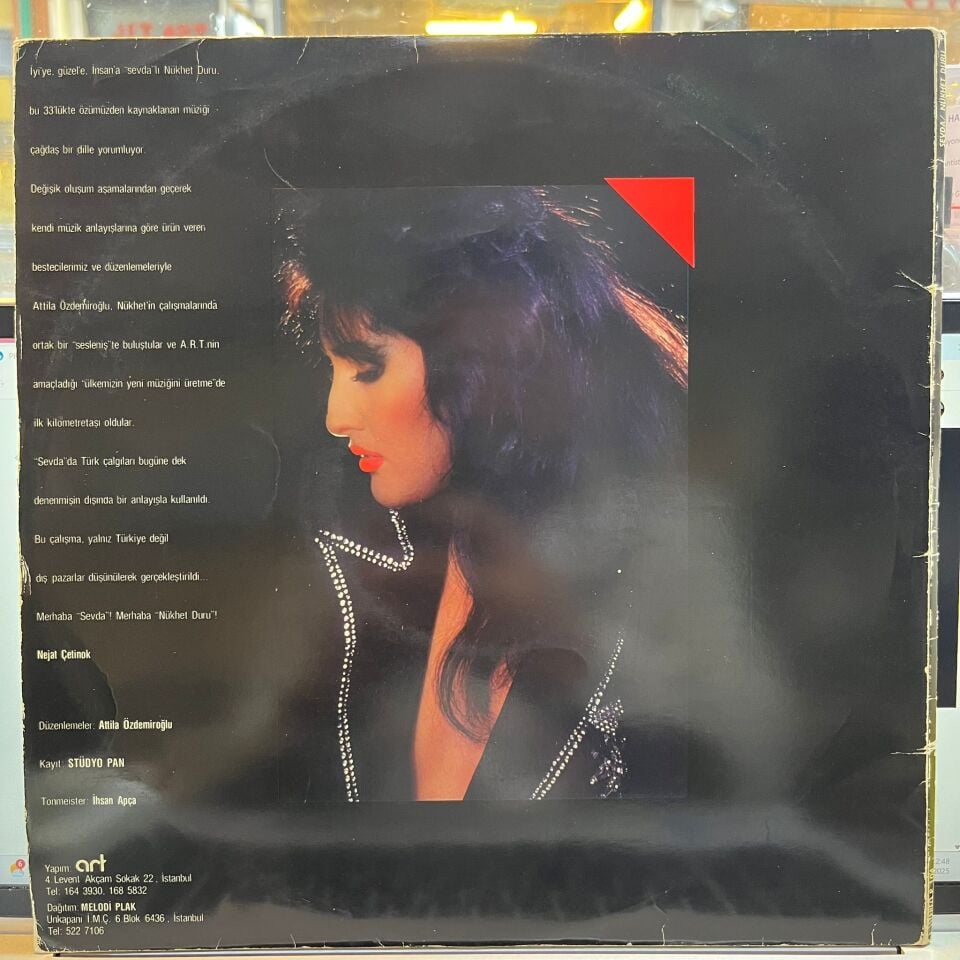 İyi'ye, güzel'e, İnsan'a "sevda"lı Nükhet Duru,
bu 33'lükte özümüzden kaynaklanan müziği
çağdaş bir dille yorumluyor.
Değişik oluşum aşamalarından geçerek
kendi müzik anlayışlarına göre ürün veren
bestecilerimiz ve düzenlemeleriyle
Attila Özdemiroğlu, Nükhet'in çalışmalarında
ortak bir "sesleniş"te buluştular ve A.R.T.nin
amaçladığı "ülkemizin yeni müziğini üretme"de
ilk kilometretaşı oldular.
"Sevda"da Türk çalgıları bugüne dek
denenmişin dışında bir anlayışla kullanıldı.
Bu çalışma, yalnız Türkiye değil
dış pazarlar düşünülerek gerçekleştirildi...
Merhaba "Sevda"! Merhaba "Nükhet Duru"!
Nejat Çetinok
Düzenlemeler: Attila Özdemiroğlu
Kayıt: STÜDYO PAN
Tonmeister: İhsan Apça
Yapım: art
4 Levent Akçam Sokak 22, İstanbul
Tel: 164 3930, 168 5832
Dağıtım: MELODİ PLAK
Unkapanı İ.M.Ç. 6 Blok 6436, İstanbul
Tel: 522 7106
SEVDA / NÜKHET DURU